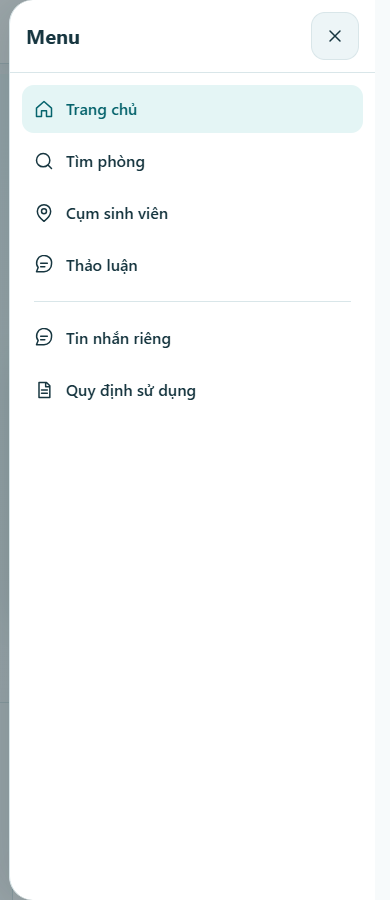 Menu
Trang chủ
Tìm phòng
Cụm sinh viên
Thảo luận
Tin nhắn riêng
Quy định sử dụng